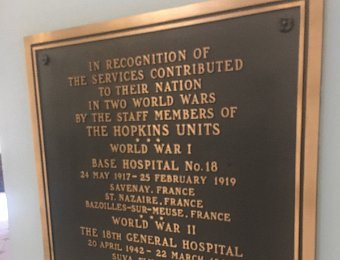 IN RECOGNITION OF
THE SERVICES CONTRIBUTED
TO THEIR NATION
IN TWO WORLD WARS
BY THE STAFF MEMBERS OF
THE HOPKINS UNITS
* * *
WORLD WAR I
BASE HOSPITAL No. 18
24 MAY 1917 - 25 FEBRUARY 1919
SAVENAY, FRANCE
ST. NAZAIRE, FRANCE
BAZOILLES-SUR-MEUSE, FRANCE
* * *
WORLD WAR II
THE 18TH GENERAL HOSPITAL
20 APRIL 1942 - 22 MARCH
SUVA